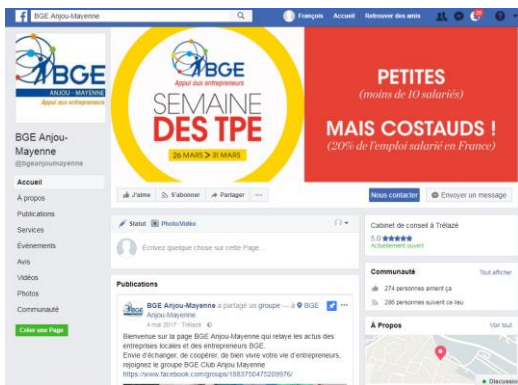 BGE Anjou-Mayenne
François Accueil Retrouver des amis
BGE
ANJOU - MAYENNE
Appui aux entrepreneurs
BGE
Appui aux entrepreneurs
SEMAINE
DES TPE
26 MARS > 31 MARS
PETITES
(moins de 10 salariés)
MAIS COSTAUDS !
(20% de l'emploi salarié en France)
BGE Anjou-
Mayenne
@bgeanjoumayenne
Accueil
À propos
Publications
Services
Évènements
Avis
Vidéos
Photos
Communauté
Créer une Page
J'aime S'abonner Partager ...
Nous contacter Envoyer un message
Statut Photo/Vidéo
Écrivez quelque chose sur cette Page...
Publications
BGE Anjou-Mayenne a partagé un groupe — à BGE
Anjou-Mayenne.
4 mai 2017 · Trélazé ·
Bienvenue sur la page BGE Anjou-Mayenne qui relaye les actus des
entreprises locales et des entrepreneurs BGE.
Envie d'échanger, de coopérer, de bien vivre votre vie d'entrepreneurs,
rejoignez le groupe BGE Club Anjou Mayenne
https://www.facebook.com/groups/1883750475209976/
Cabinet de conseil à Trélazé
5,0 ★★★★★
Actuellement ouvert
Communauté Tout afficher
274 personnes aiment ça
286 personnes suivent ce lieu
À Propos Voir tout
Discussion